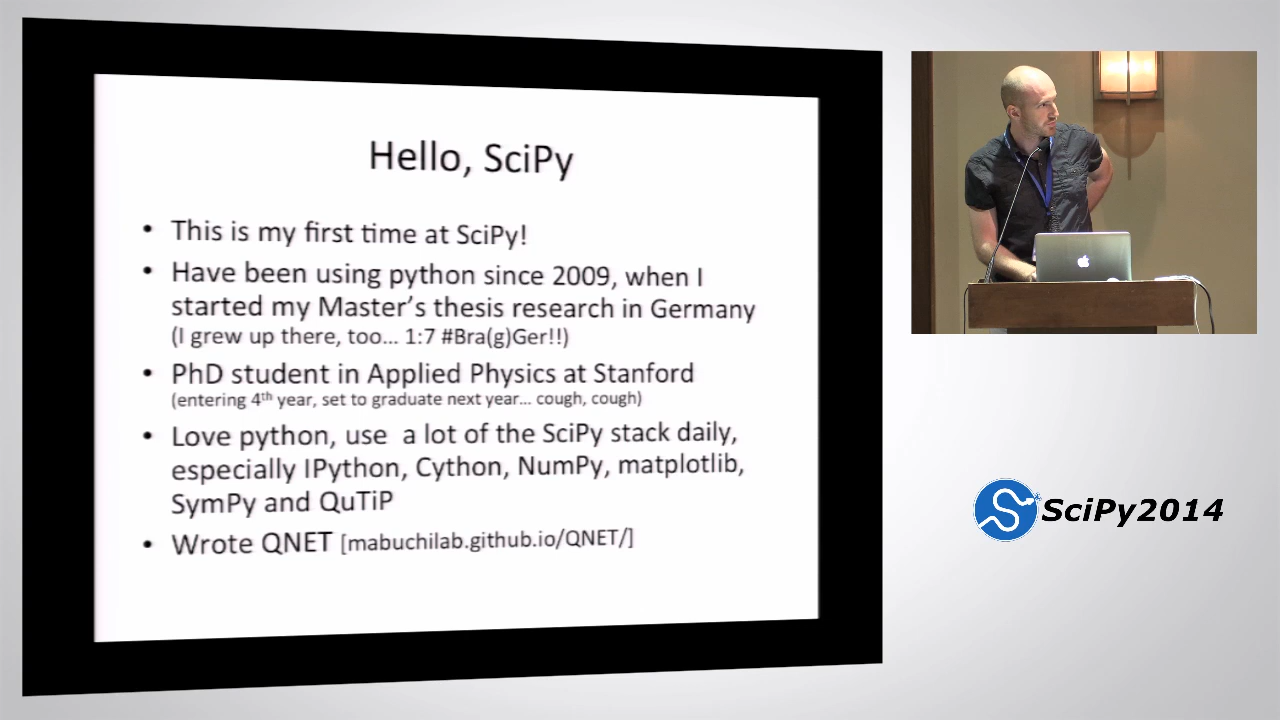 Hello, SciPy
• This is my first time at SciPy!
• Have been using python since 2009, when I
started my Master's thesis research in Germany
(I grew up there, too... 1:7 #Bra(g)Ger!!)
• PhD student in Applied Physics at Stanford
(entering 4th year, set to graduate next year... cough, cough)
• Love python, use  a lot of the SciPy stack daily,
especially IPython, Cython, NumPy, matplotlib,
SymPy and QuTiP
• Wrote QNET [mabuchilab.github.io/QNET/]
SciPy2014